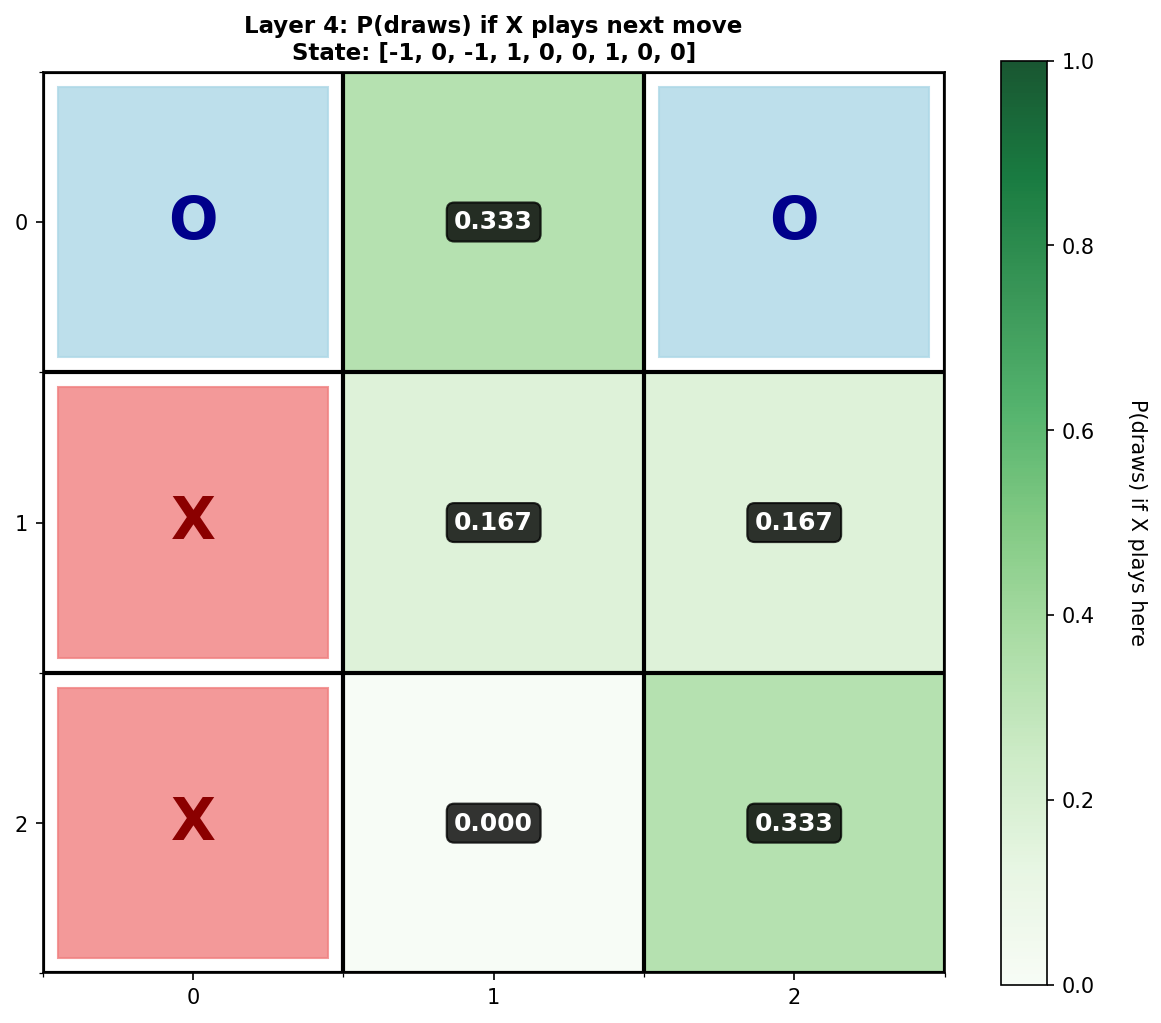 Layer 4: P(draws) if X plays next move
State: [-1, 0, -1, 1, 0, 0, 1, 0, 0]
0
O
0.333
O
1
X
0.167
0.167
2
X
0.000
0.333
0
1
2
1.0
0.8
0.6
0.4
0.2
0.0
P(draws) if X plays here